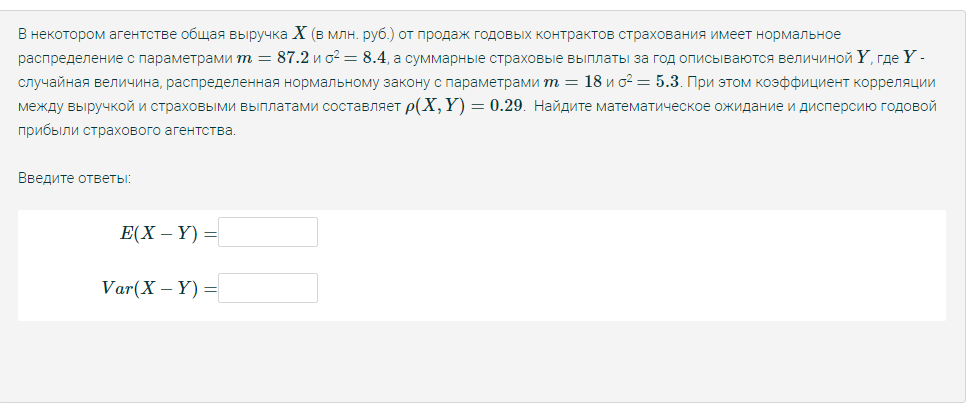 В некотором агентстве общая выручка X (в млн. руб.) от продаж годовых контрактов страхования имеет нормальное
распределение с параметрами m = 87.2 и σ² = 8.4, а суммарные страховые выплаты за год описываются величиной Y, где Y -
случайная величина, распределенная нормальному закону с параметрами m = 18 и σ² = 5.3. При этом коэффициент корреляции
между выручкой и страховыми выплатами составляет ρ(X, Y) = 0.29. Найдите математическое ожидание и дисперсию годовой
прибыли страхового агентства.
Введите ответы:
E(X − Y) =
Var(X − Y) =